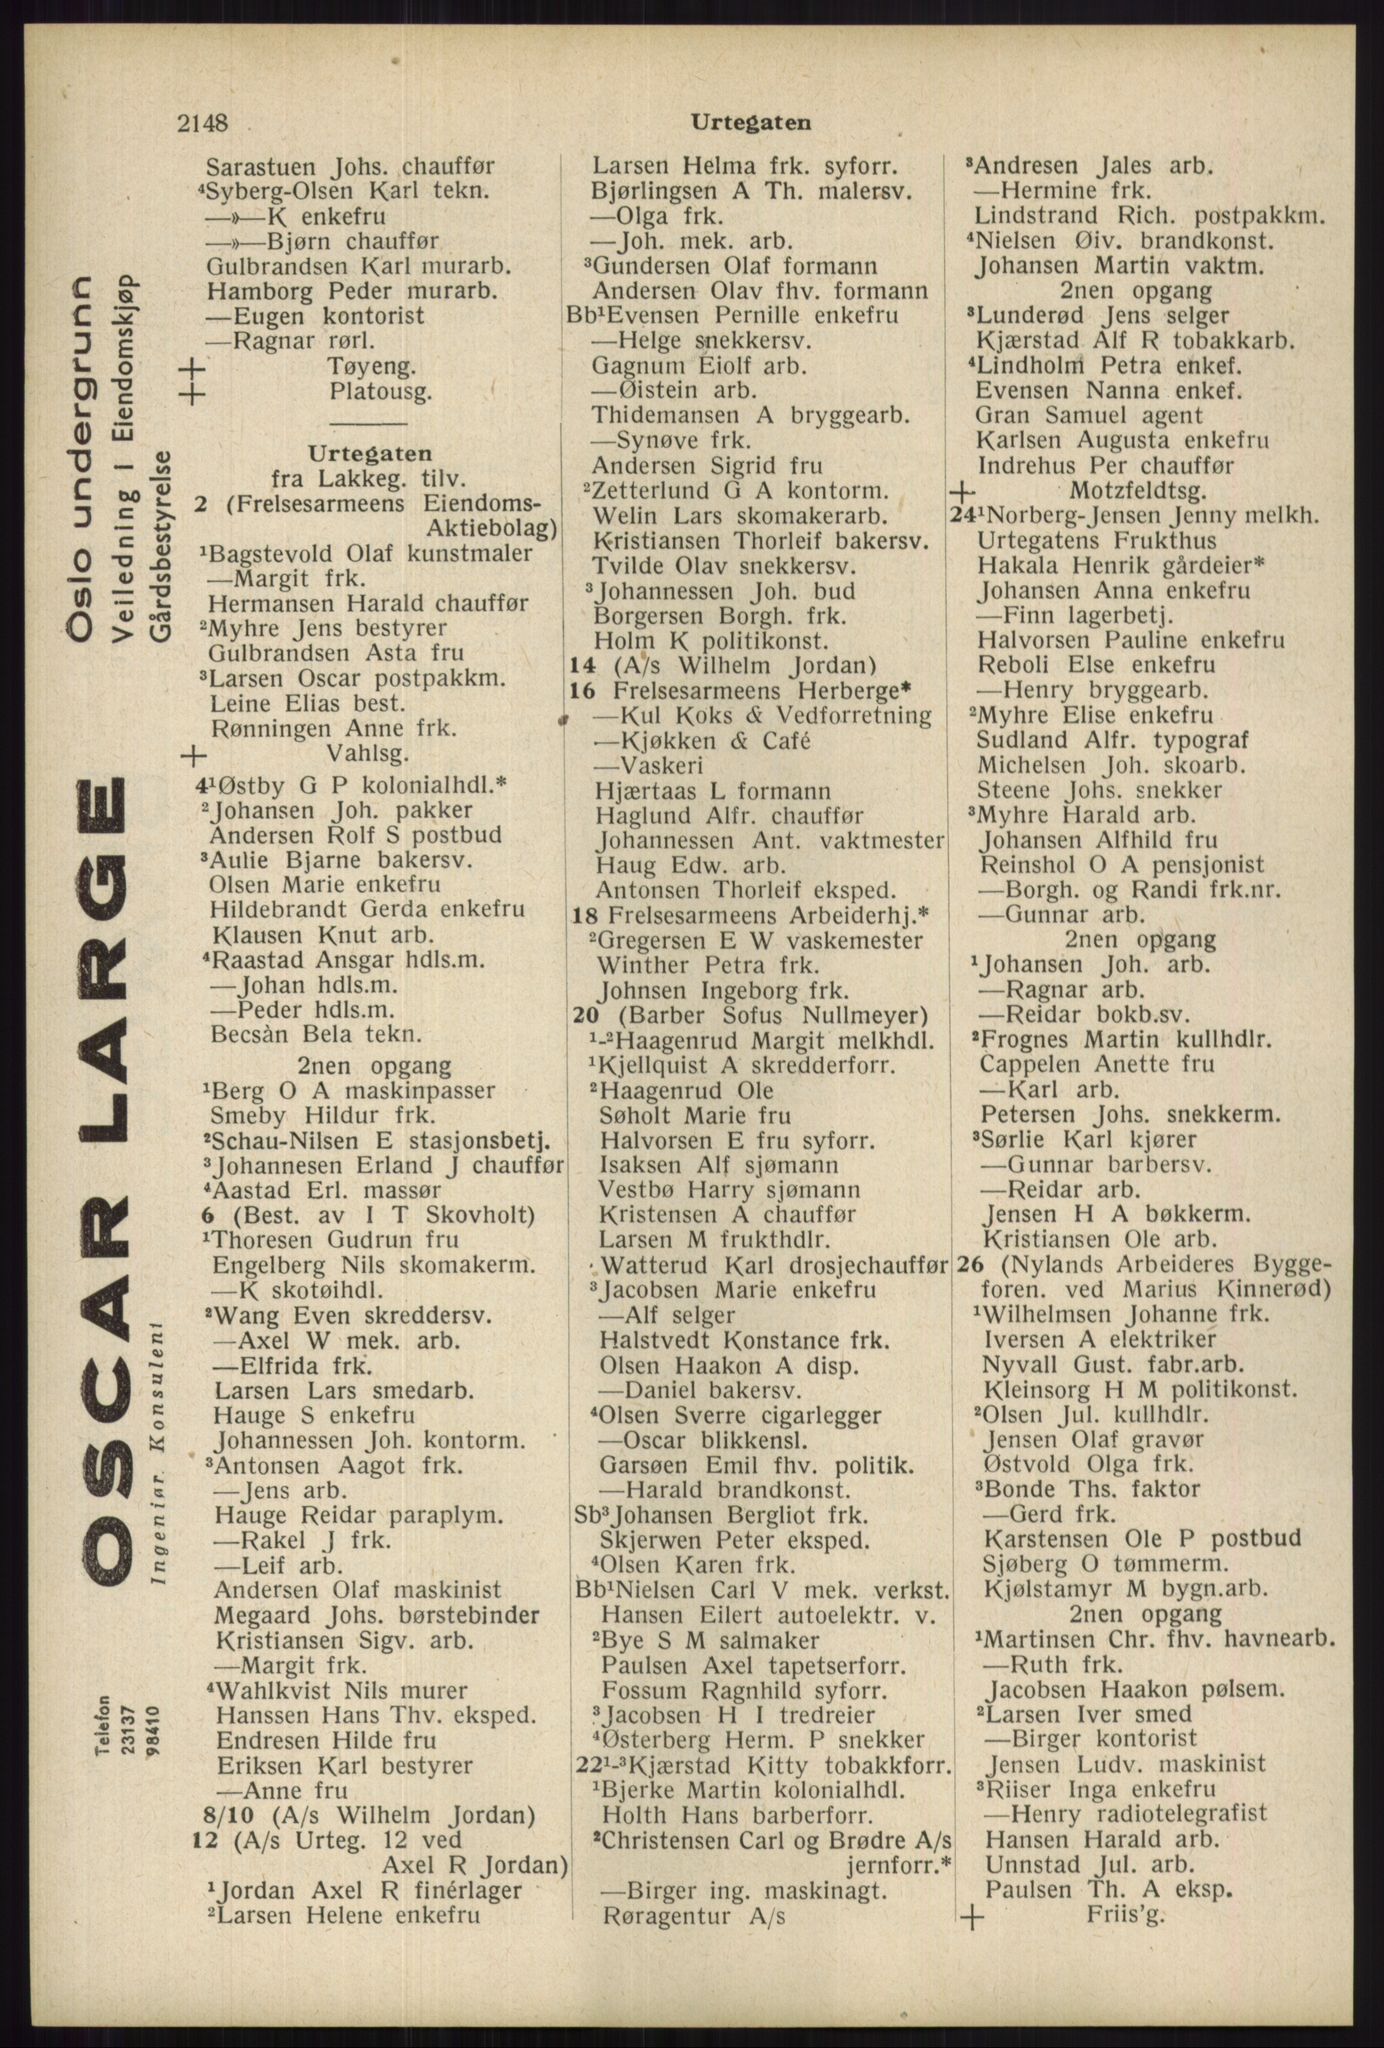 2148
Urtegaten
Sarastuen Johs. chauffør
⁴Syberg-Olsen Karl tekn.
—»—K enkefru
—»—Bjørn chauffør
Gulbrandsen Karl murarb.
Hamborg Peder murarb.
—Eugen kontorist
—Ragnar rørl.
+ Tøyeng.
+ Platousg.
Urtegaten
fra Lakkeg. tilv.
2 (Frelsesarmeens Eiendoms-
Aktiebolag)
¹Bagstevold Olaf kunstmaler
—Margit frk.
Hermansen Harald chauffør
²Myhre Jens bestyrer
Gulbrandsen Asta fru
³Larsen Oscar postpakkm.
Leine Elias best.
Rønningen Anne frk.
+ Vahlsg.
4¹Østby G P kolonialhdl.*
²Johansen Joh. pakker
Andersen Rolf S postbud
³Aulie Bjarne bakersv.
Olsen Marie enkefru
Hildebrandt Gerda enkefru
Klausen Knut arb.
⁴Raastad Ansgar hdls.m.
—Johan hdls.m.
—Peder hdls.m.
Becsàn Bela tekn.
2nen opgang
¹Berg O A maskinpasser
Smeby Hildur frk.
²Schau-Nilsen E stasjonsbetj.
³Johannesen Erland J chauffør
⁴Aastad Erl. massør
6 (Best. av I T Skovholt)
¹Thoresen Gudrun fru
Engelberg Nils skomakerm.
—K skotøihdl.
²Wang Even skreddersv.
—Axel W mek. arb.
—Elfrida frk.
Larsen Lars smedarb.
Hauge S enkefru
Johannessen Joh. kontorm.
³Antonsen Aagot frk.
—Jens arb.
Hauge Reidar paraplym.
—Rakel J frk.
—Leif arb.
Andersen Olaf maskinist
Megaard Johs. børstebinder
Kristiansen Sigv. arb.
—Margit frk.
⁴Wahlkvist Nils murer
Hanssen Hans Thv. eksped.
Endresen Hilde fru
Eriksen Karl bestyrer
—Anne fru
8/10 (A/s Wilhelm Jordan)
12 (A/s Urteg. 12 ved
Axel R Jordan)
¹Jordan Axel R finérlager
²Larsen Helene enkefru
Larsen Helma frk. syforr.
Bjørlingsen A Th. malersv.
—Olga frk.
—Joh. mek. arb.
³Gundersen Olaf formann
Andersen Olav fhv. formann
Bb¹Evensen Pernille enkefru
—Helge snekkersv.
Gagnum Eiolf arb.
—Øistein arb.
Thidemansen A bryggearb.
—Synøve frk.
Andersen Sigrid fru
²Zetterlund G A kontorm.
Welin Lars skomakerarb.
Kristiansen Thorleif bakersv.
Tvilde Olav snekkersv.
³Johannessen Joh. bud
Borgersen Borgh. frk.
Holm K politikonst.
14 (A/s Wilhelm Jordan)
16 Frelsesarmeens Herberge*
—Kul Koks & Vedforretning
—Kjøkken & Café
—Vaskeri
Hjærtaas L formann
Haglund Alfr. chauffør
Johannessen Ant. vaktmester
Haug Edw. arb.
Antonsen Thorleif eksped.
18 Frelsesarmeens Arbeiderhj.*
²Gregersen E W vaskemester
Winther Petra frk.
Johnsen Ingeborg frk.
20 (Barber Sofus Nullmeyer)
¹-²Haagenrud Margit melkhdl.
¹Kjellquist A skredderforr.
²Haagenrud Ole
Søholt Marie fru
Halvorsen E fru syforr.
Isaksen Alf sjømann
Vestbø Harry sjømann
Kristensen A chauffør
Larsen M frukthdlr.
Watterud Karl drosjechauffør
³Jacobsen Marie enkefru
—Alf selger
Halstvedt Konstance frk.
Olsen Haakon A disp.
—Daniel bakersv.
⁴Olsen Sverre cigarlegger
—Oscar blikkensl.
Garsøen Emil fhv. politik.
—Harald brandkonst.
Sb³Johansen Bergliot frk.
Skjerwen Peter eksped.
⁴Olsen Karen frk.
Bb¹Nielsen Carl V mek. verkst.
Hansen Eilert autoelektr. v.
²Bye S M salmaker
Paulsen Axel tapetserforr.
Fossum Ragnhild syforr.
³Jacobsen H I tredreier
⁴Østerberg Herm. P snekker
22¹-³Kjærstad Kitty tobakkforr.
¹Bjerke Martin kolonialhdl.
Holth Hans barberforr.
²Christensen Carl og Brødre A/s
jernforr.*
—Birger ing. maskinagt.
Røragentur A/s
³Andresen Jales arb.
—Hermine frk.
Lindstrand Rich. postpakkm.
⁴Nielsen Øiv. brandkonst.
Johansen Martin vaktm.
2nen opgang
³Lunderød Jens selger
Kjærstad Alf R tobakkarb.
⁴Lindholm Petra enkef.
Evensen Nanna enkef.
Gran Samuel agent
Karlsen Augusta enkefru
Indrehus Per chauffør
+ Motzfeldtsg.
24¹Norberg-Jensen Jenny melkh.
Urtegatens Frukthus
Hakala Henrik gårdeier*
Johansen Anna enkefru
—Finn lagerbetj.
Halvorsen Pauline enkefru
Reboli Else enkefru
—Henry bryggearb.
²Myhre Elise enkefru
Sudland Alfr. typograf
Michelsen Joh. skoarb.
Steene Johs. snekker
³Myhre Harald arb.
Johansen Alfhild fru
Reinshol O A pensjonist
—Borgh. og Randi frk.nr.
—Gunnar arb.
2nen opgang
¹Johansen Joh. arb.
—Ragnar arb.
—Reidar bokb.sv.
²Frognes Martin kullhdlr.
Cappelen Anette fru
—Karl arb.
Petersen Johs. snekkerm.
³Sørlie Karl kjører
—Gunnar barbersv.
—Reidar arb.
Jensen H A bøkkerm.
Kristiansen Ole arb.
26 (Nylands Arbeideres Bygge-
foren. ved Marius Kinnerød)
¹Wilhelmsen Johanne frk.
Iversen A elektriker
Nyvall Gust. fabr.arb.
Kleinsorg H M politikonst.
²Olsen Jul. kullhdlr.
Jensen Olaf gravør
Østvold Olga frk.
³Bonde Ths. faktor
—Gerd frk.
Karstensen Ole P postbud
Sjøberg O tømmerm.
Kjølstamyr M bygn.arb.
2nen opgang
¹Martinsen Chr. fhv. havnearb.
—Ruth frk.
Jacobsen Haakon pølsem.
²Larsen Iver smed
—Birger kontorist
Jensen Ludv. maskinist
³Riiser Inga enkefru
—Henry radiotelegrafist
Hansen Harald arb.
Unnstad Jul. arb.
Paulsen Th. A eksp.
+ Friis'g.
Oslo undergrunn
Veiledning i Eiendomskjøp
Gårdsbestyrelse
OSCAR LARGE
Ingeniør. Konsulent
Telefon
23137
98410